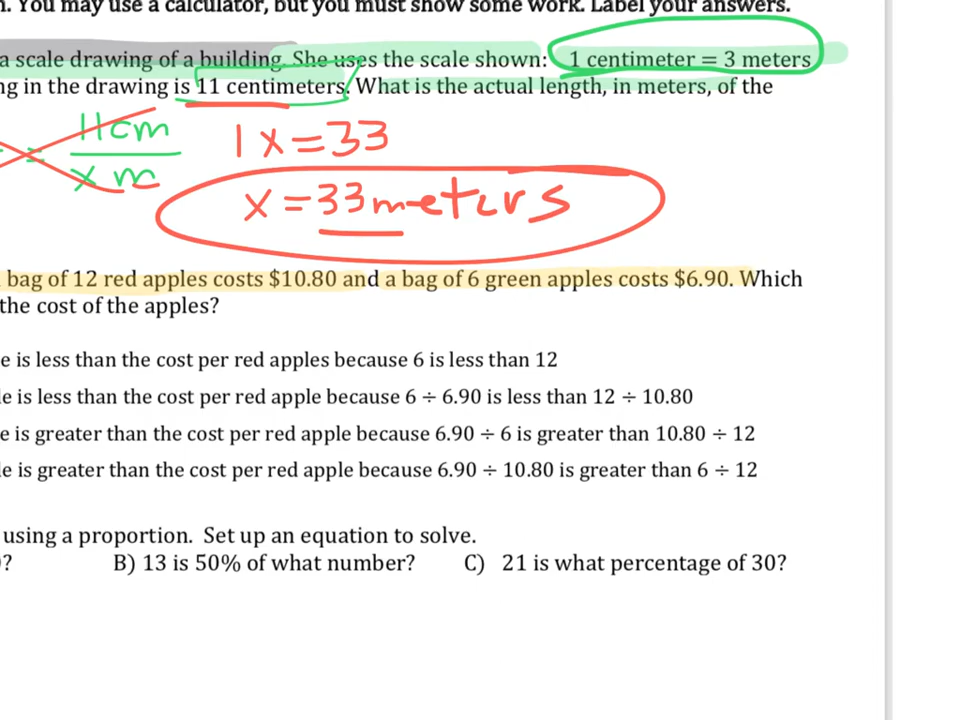 n. You may use a calculator, but you must show some work. Label your answers.
a scale drawing of a building. She uses the scale shown: 1 centimeter = 3 meters
ng in the drawing is 11 centimeters. What is the actual length, in meters, of the
= 11cm
x m
1x=33
x=33meters
bag of 12 red apples costs $10.80 and a bag of 6 green apples costs $6.90. Which
the cost of the apples?
e is less than the cost per red apples because 6 is less than 12
le is less than the cost per red apple because 6 ÷ 6.90 is less than 12 ÷ 10.80
e is greater than the cost per red apple because 6.90 ÷ 6 is greater than 10.80 ÷ 12
le is greater than the cost per red apple because 6.90 ÷ 10.80 is greater than 6 ÷ 12
using a proportion. Set up an equation to solve.
? B) 13 is 50% of what number? C) 21 is what percentage of 30?